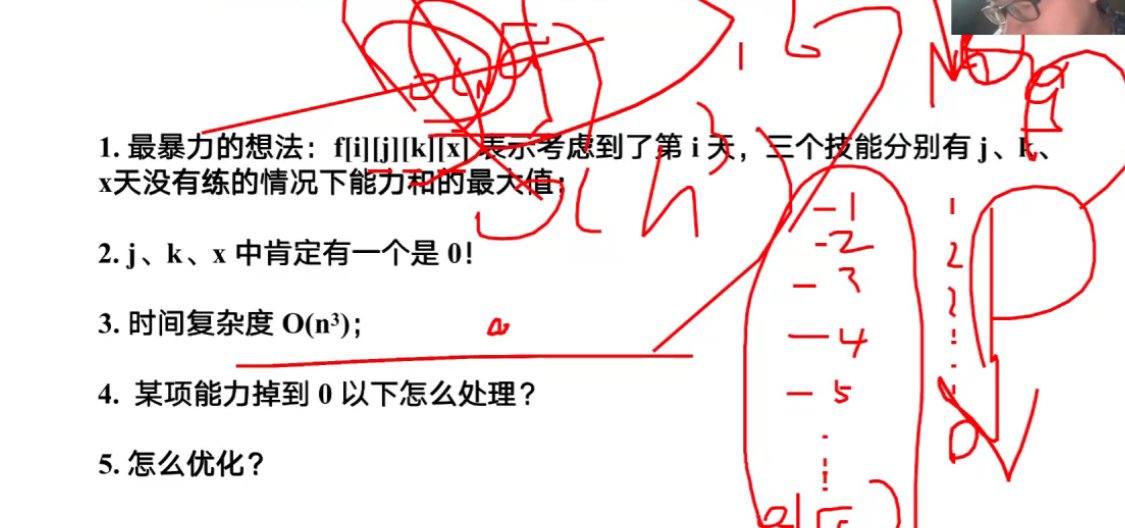 1. 最暴力的想法：f[i][j][k][x] 表示考虑到了第 i 天，三个技能分别有 j、k、
x天没有练的情况下能力和的最大值；
2. j、k、x 中肯定有一个是 0！
3. 时间复杂度 O(n³)；
4. 某项能力掉到 0 以下怎么处理？
5. 怎么优化？
-1
-2
-3
-4
-5
1
2